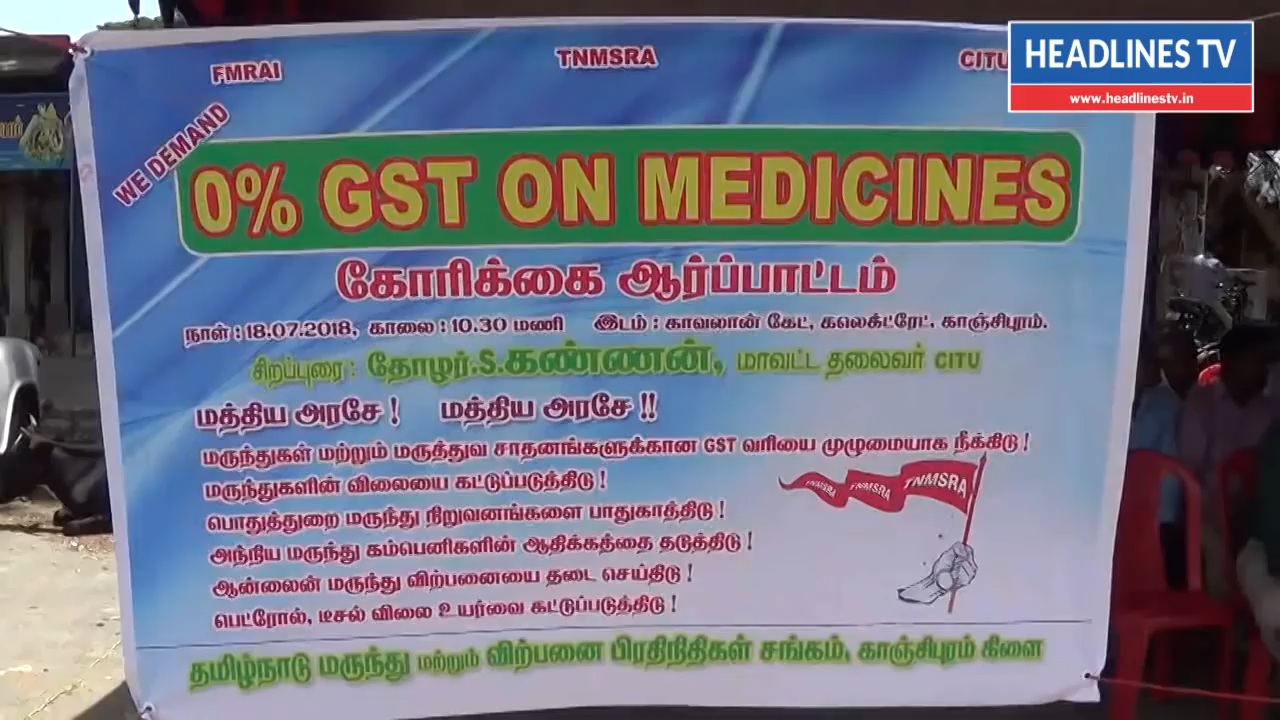 FMRAI TNMSRA CITU
HEADLINES TV
www.headlinestv.in
WE DEMAND
0% GST ON MEDICINES
கோரிக்கை ஆர்ப்பாட்டம்
நாள் : 18.07.2018, காலை : 10.30 மணி இடம் : காவலான் கேட், கலெக்ட்ரேட், காஞ்சிபுரம்.
சிறப்புரை : தோழர்.S.கண்ணன், மாவட்ட தலைவர் CITU
மத்திய அரசே ! மத்திய அரசே !!
மருந்துகள் மற்றும் மருத்துவ சாதனங்களுக்கான GST வரியை முழுமையாக நீக்கிடு !
மருந்துகளின் விலையை கட்டுப்படுத்திடு !
பொதுத்துறை மருந்து நிறுவனங்களை பாதுகாத்திடு !
அந்நிய மருந்து கம்பெனிகளின் ஆதிக்கத்தை தடுத்திடு !
ஆன்லைன் மருந்து விற்பனையை தடை செய்திடு !
பெட்ரோல், டீசல் விலை உயர்வை கட்டுப்படுத்திடு !
TNMSRA TNMSRA TNMSRA
தமிழ்நாடு மருந்து மற்றும் விற்பனை பிரதிநிதிகள் சங்கம், காஞ்சிபுரம் கிளை